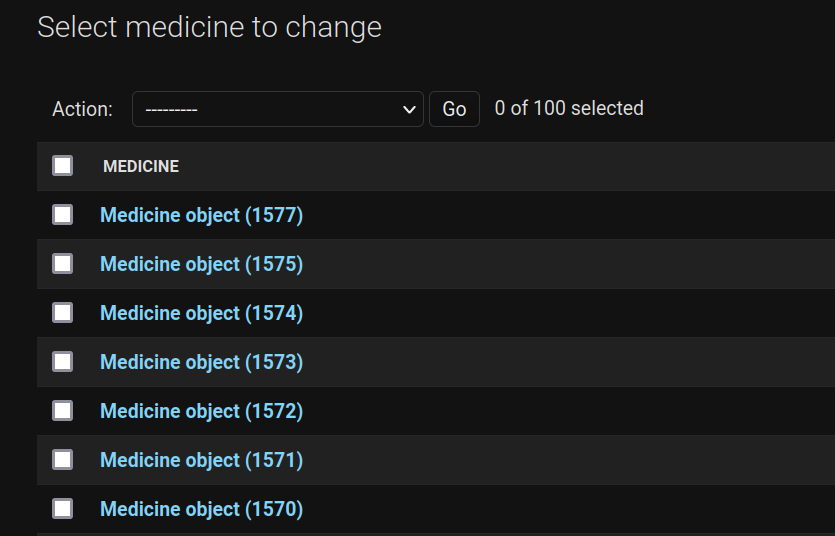 Select medicine to change
Action: --------- Go 0 of 100 selected
MEDICINE
Medicine object (1577)
Medicine object (1575)
Medicine object (1574)
Medicine object (1573)
Medicine object (1572)
Medicine object (1571)
Medicine object (1570)